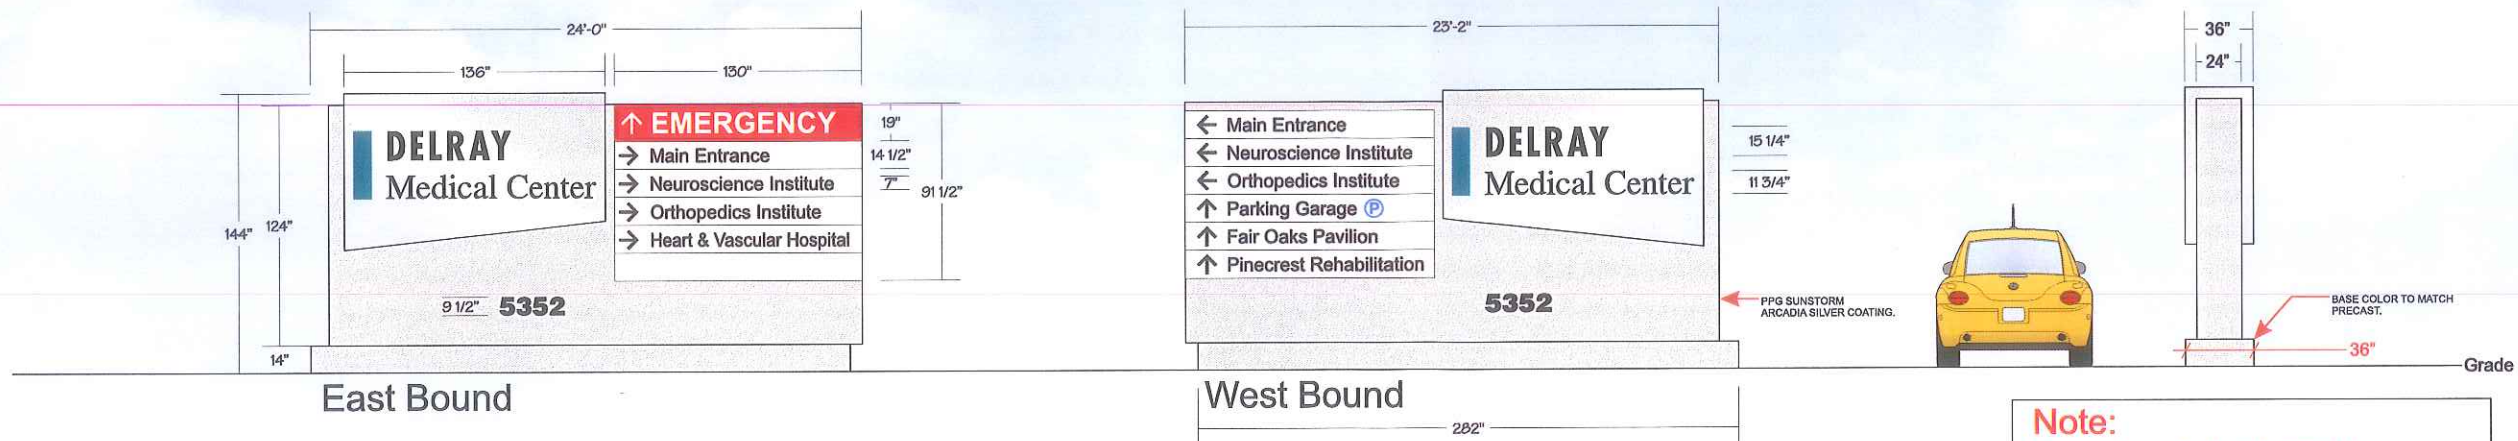 24'-0"
136"
130"
144"
124"
14"
DELRAY
Medical Center
↑ EMERGENCY
→ Main Entrance
→ Neuroscience Institute
→ Orthopedics Institute
→ Heart & Vascular Hospital
9 1/2"
5352
19"
14 1/2"
7"
91 1/2"
East Bound
23'-2"
← Main Entrance
← Neuroscience Institute
← Orthopedics Institute
↑ Parking Garage P
↑ Fair Oaks Pavilion
↑ Pinecrest Rehabilitation
DELRAY
Medical Center
5352
15 1/4"
11 3/4"
PPG SUNSTORM
ARCADIA SILVER COATING.
West Bound
282"
36"
24"
BASE COLOR TO MATCH
PRECAST.
36"
Grade
Note: